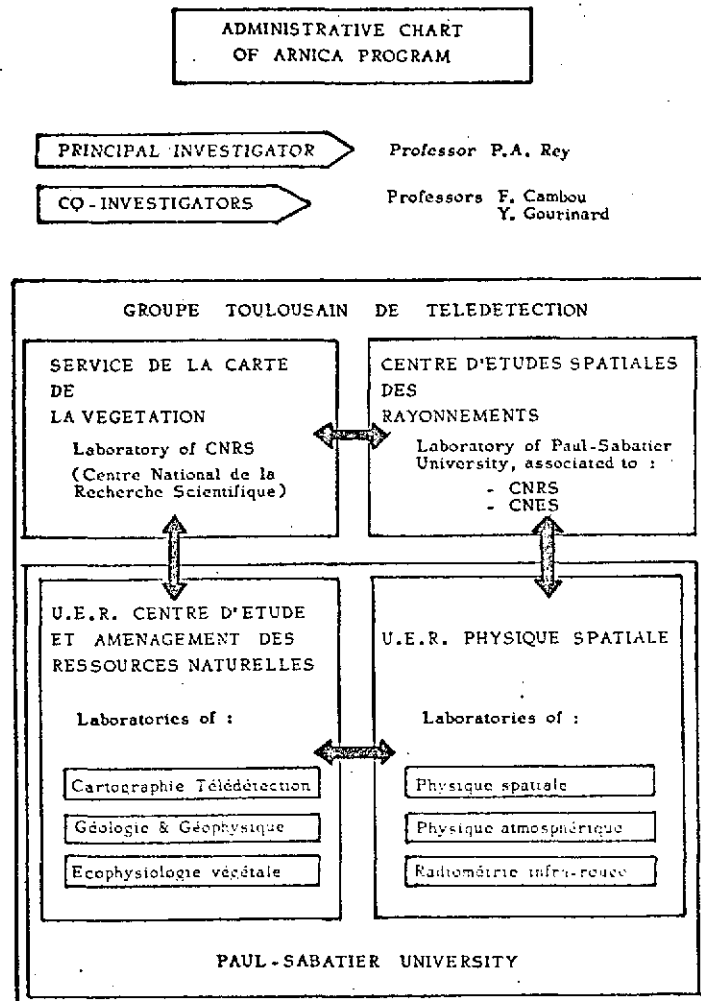 ADMINISTRATIVE CHART
OF ARNICA PROGRAM
PRINCIPAL INVESTIGATOR
Professor P.A. Rey
CO-INVESTIGATORS
Professors F. Cambou
Y. Gourinard
GROUPE TOULOUSAIN DE TELEDETECTION
SERVICE DE LA CARTE
DE
LA VEGETATION
Laboratory of CNRS
(Centre National de la
Recherche Scientifique)
CENTRE D'ETUDES SPATIALES
DES
RAYONNEMENTS
Laboratory of Paul-Sabatier
University, associated to :
- CNRS
- CNES
U.E.R. CENTRE D'ETUDE
ET AMENAGEMENT DES
RESSOURCES NATURELLES
Laboratories of :
Cartographie Télédétection
Géologie & Géophysique
Ecophysiologie végétale
U.E.R. PHYSIQUE SPATIALE
Laboratories of :
Physique spatiale
Physique atmosphérique
Radiométrie infra-rouge
PAUL-SABATIER UNIVERSITY